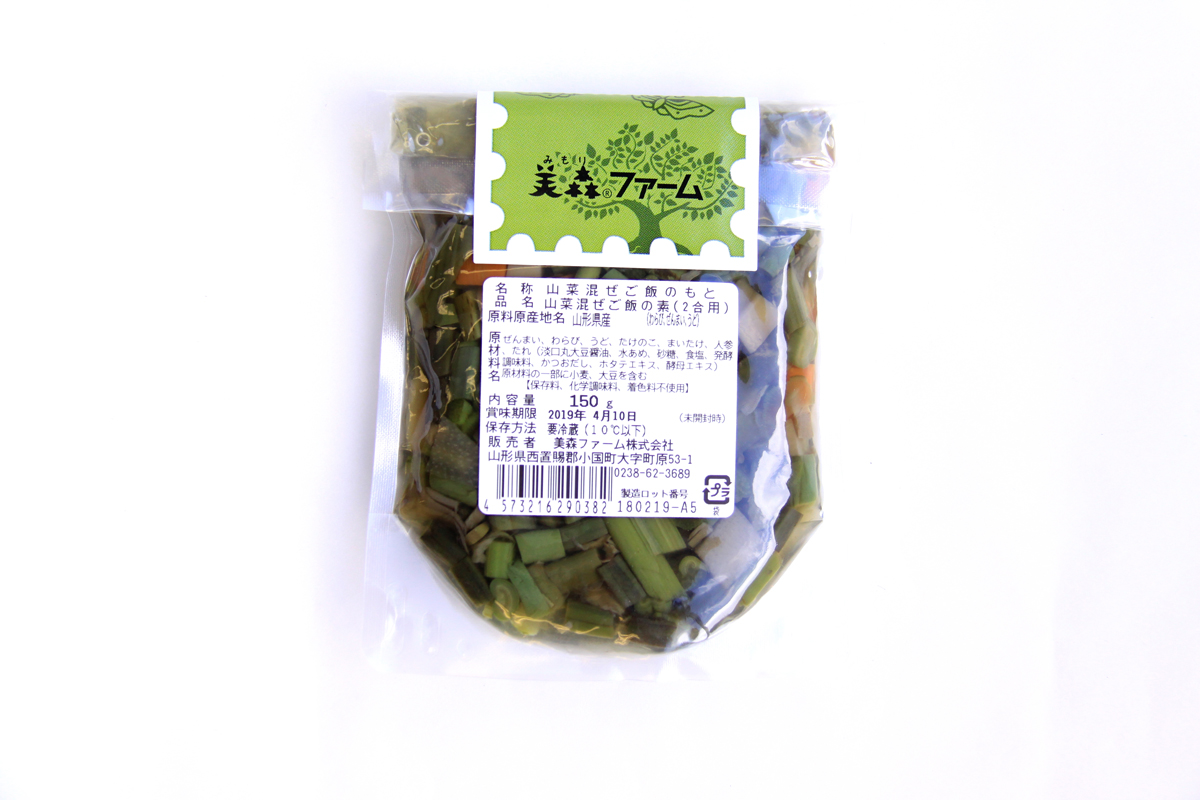 みもり
美森®ファーム
名称 山菜混ぜご飯のもと
品名 山菜混ぜご飯の素(2合用)
原料原産地名 山形県産 (わらび、ぜんまい、うど)
原材料名 ぜんまい、わらび、うど、たけのこ、まいたけ、人参
、たれ(淡口丸大豆醤油、水あめ、砂糖、食塩、発酵
調味料、かつおだし、ホタテエキス、酵母エキス)
原材料の一部に小麦、大豆を含む
【保存料、化学調味料、着色料不使用】
内容量 150 g
賞味期限 2019年 4月10日 (未開封時)
保存方法 要冷蔵(10℃以下)
販売者 美森ファーム株式会社
山形県西置賜郡小国町大字町原53-1
0238-62-3689
製造ロット番号
4 573216290382 180219-A5
プラ
袋